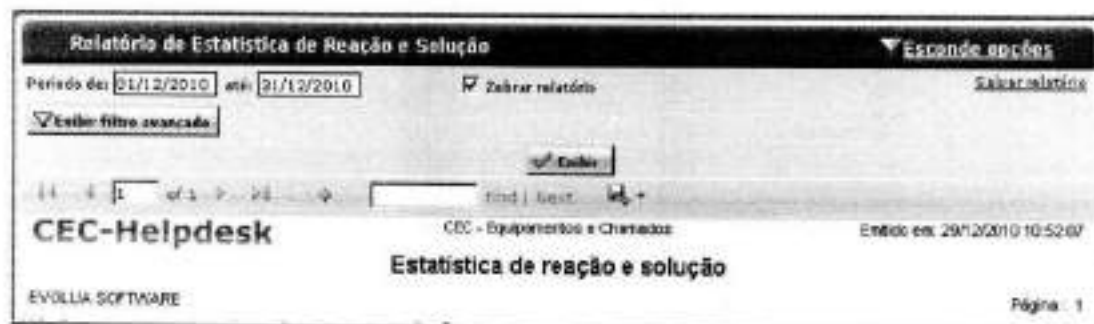 Relatório de Estatística de Reação e Solução Esconde opções
Período de: 01/12/2010 até: 31/12/2010 Zebrar relatório Salvar relatório
Exibir filtro avançado
Exibir
1 of 1 Find | Next
CEC-Helpdesk CEC - Equipamentos e Chamados Emitido em: 29/12/2010 10:52:07
Estatística de reação e solução
EVOLLIA SOFTWARE Página: 1